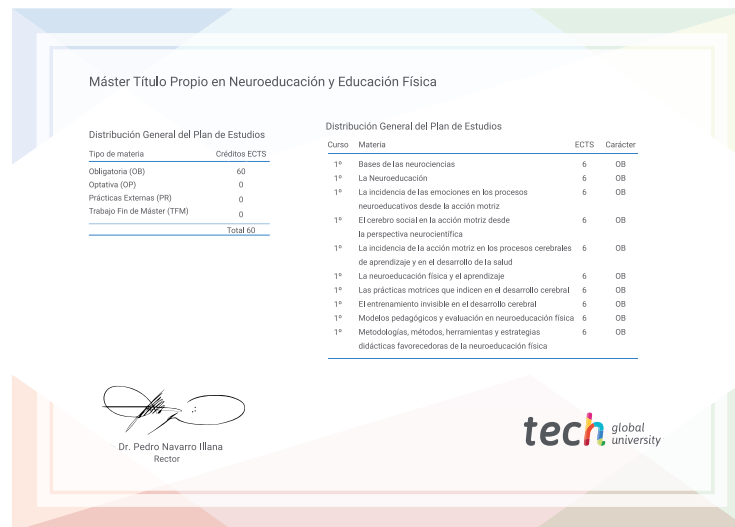 Máster Título Propio en Neuroeducación y Educación Física
Distribución General del Plan de Estudios
Tipo de materia Créditos ECTS
Obligatoria (OB) 60
Optativa (OP) 0
Prácticas Externas (PR) 0
Trabajo Fin de Máster (TFM) 0
Total 60
Distribución General del Plan de Estudios
Curso Materia ECTS Carácter
1º Bases de las neurociencias 6 OB
1º La Neuroeducación 6 OB
1º La incidencia de las emociones en los procesos 6 OB
neuroeducativos desde la acción motriz
1º El cerebro social en la acción motriz desde 6 OB
la perspectiva neurocientífica
1º La incidencia de la acción motriz en los procesos cerebrales 6 OB
de aprendizaje y en el desarrollo de la salud
1º La neuroeducación física y el aprendizaje 6 OB
1º Las prácticas motrices que indicen en el desarrollo cerebral 6 OB
1º El entrenamiento invisible en el desarrollo cerebral 6 OB
1º Modelos pedagógicos y evaluación en neuroeducación física 6 OB
1º Metodologías, métodos, herramientas y estrategias 6 OB
didácticas favorecedoras de la neuroeducación física
Dr. Pedro Navarro Illana
Rector
tech global
university